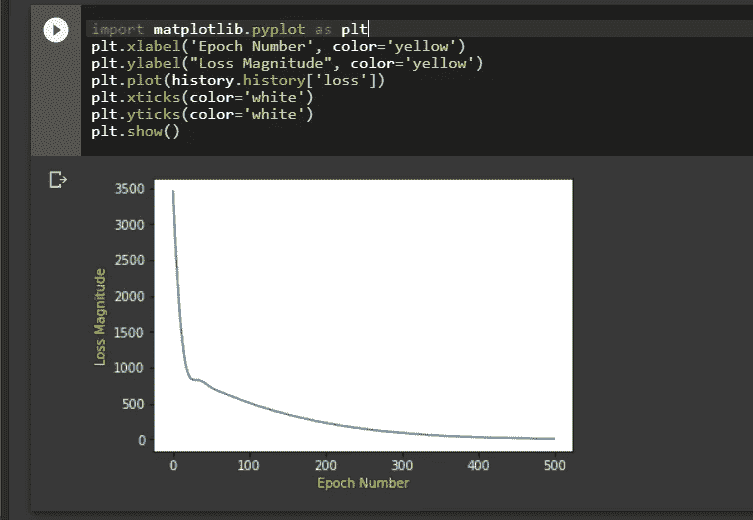 import matplotlib.pyplot as plt
plt.xlabel('Epoch Number', color='yellow')
plt.ylabel("Loss Magnitude", color='yellow')
plt.plot(history.history['loss'])
plt.xticks(color='white')
plt.yticks(color='white')
plt.show()
3500
3000
2500
2000
1500
1000
500
0
Loss Magnitude
0 100 200 300 400 500
Epoch Number